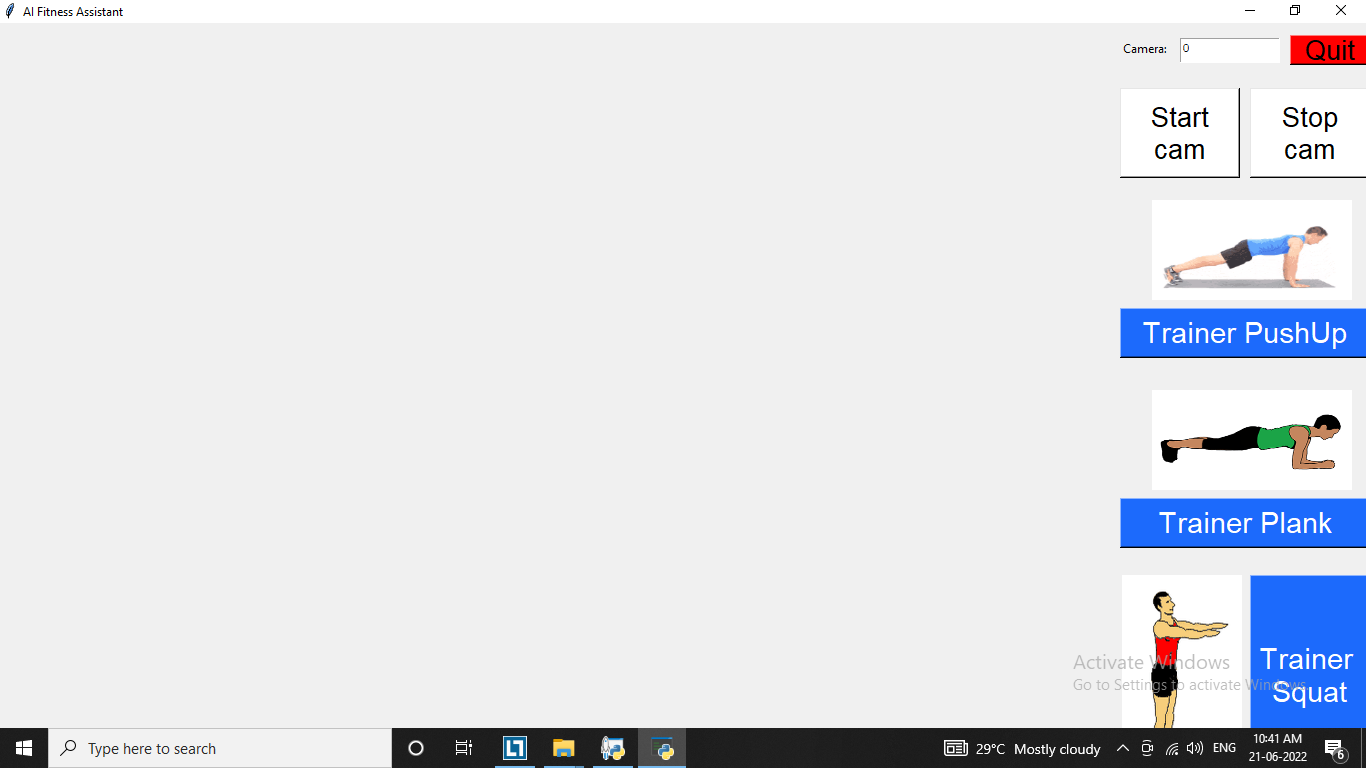 AI Fitness Assistant
Camera: 0
Quit
Start
cam
Stop
cam
Trainer PushUp
Trainer Plank
Trainer
Squat
Activate Windows
Go to Settings to activate Windows.
Type here to search
29°C Mostly cloudy
ENG
10:41 AM
21-06-2022
6